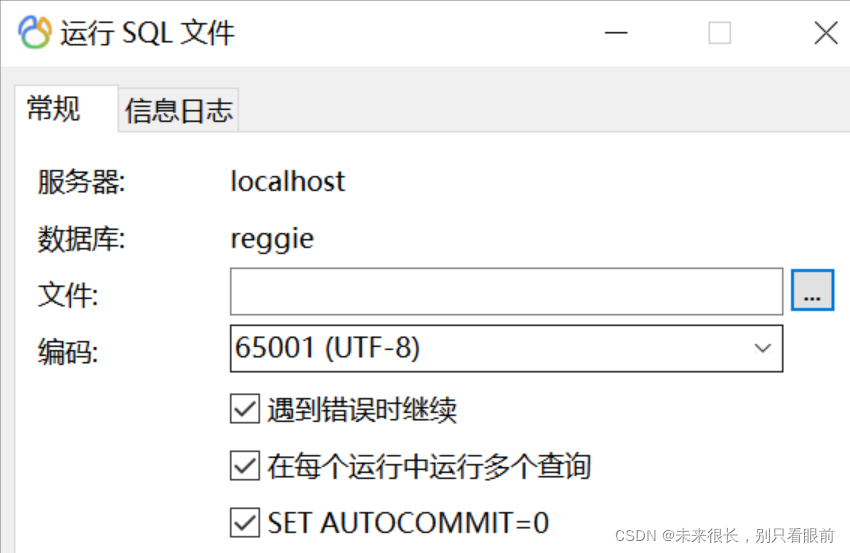 运行 SQL 文件
常规 信息日志
服务器: localhost
数据库: reggie
文件: ...
编码: 65001 (UTF-8)
遇到错误时继续
在每个运行中运行多个查询
SET AUTOCOMMIT=0
CSDN @未来很长，别只看眼前